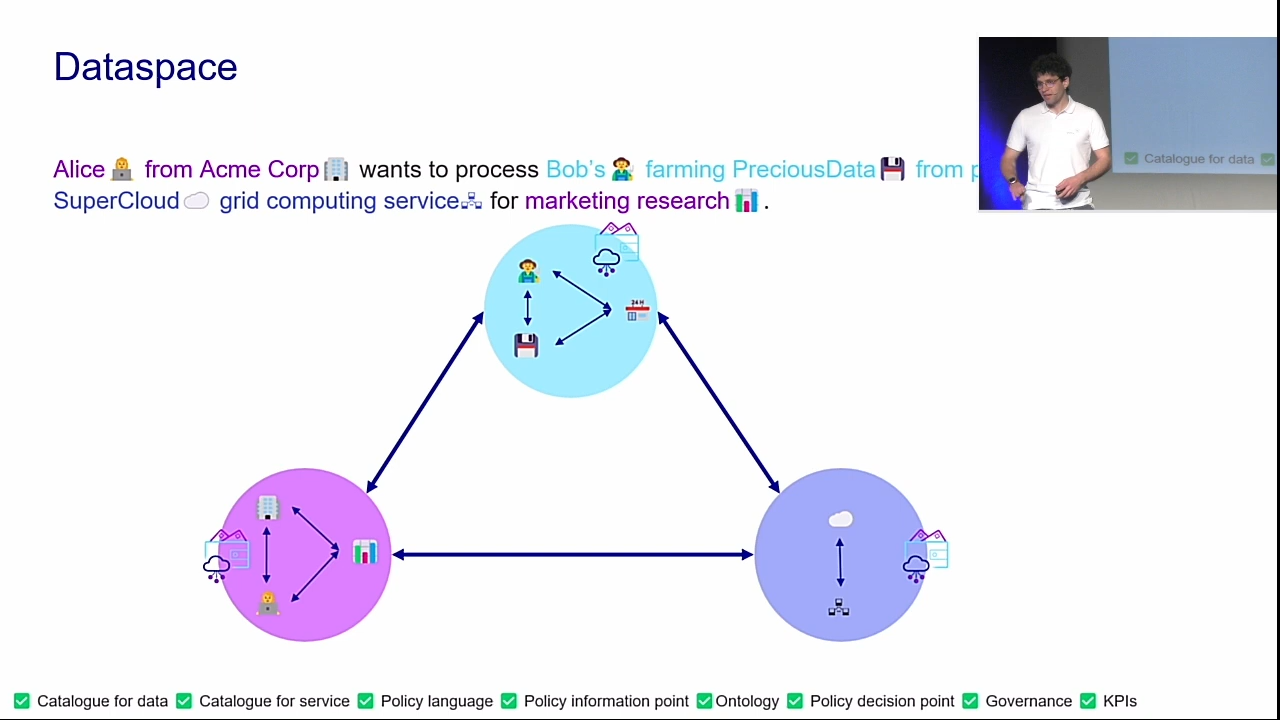 Dataspace
Alice from Acme Corp wants to process Bob's farming PreciousData from
SuperCloud grid computing service for marketing research .
24 H
Catalogue for data
Catalogue for data Catalogue for service Policy language Policy information point Ontology Policy decision point Governance KPIs